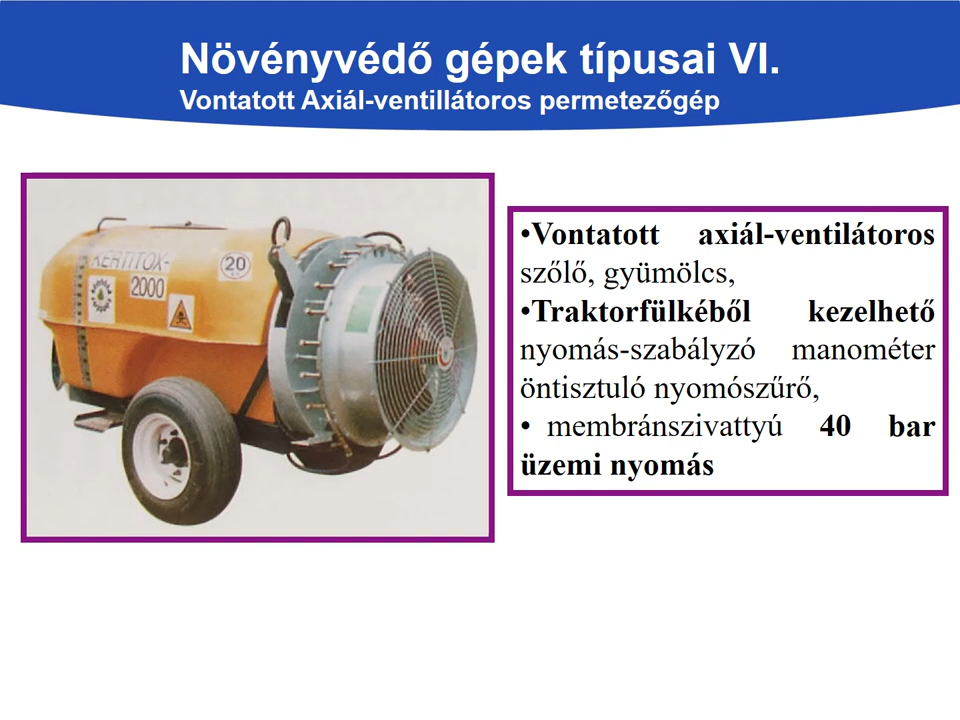 Növényvédő gépek típusai VI.
Vontatott Axiál-ventillátoros permetezőgép
KERTITOX-
2000
20
•Vontatott axiál-ventilátoros
szőlő, gyümölcs,
•Traktorfülkéből kezelhető
nyomás-szabályzó manométer
öntisztuló nyomószűrő,
• membránszivattyú 40 bar
üzemi nyomás